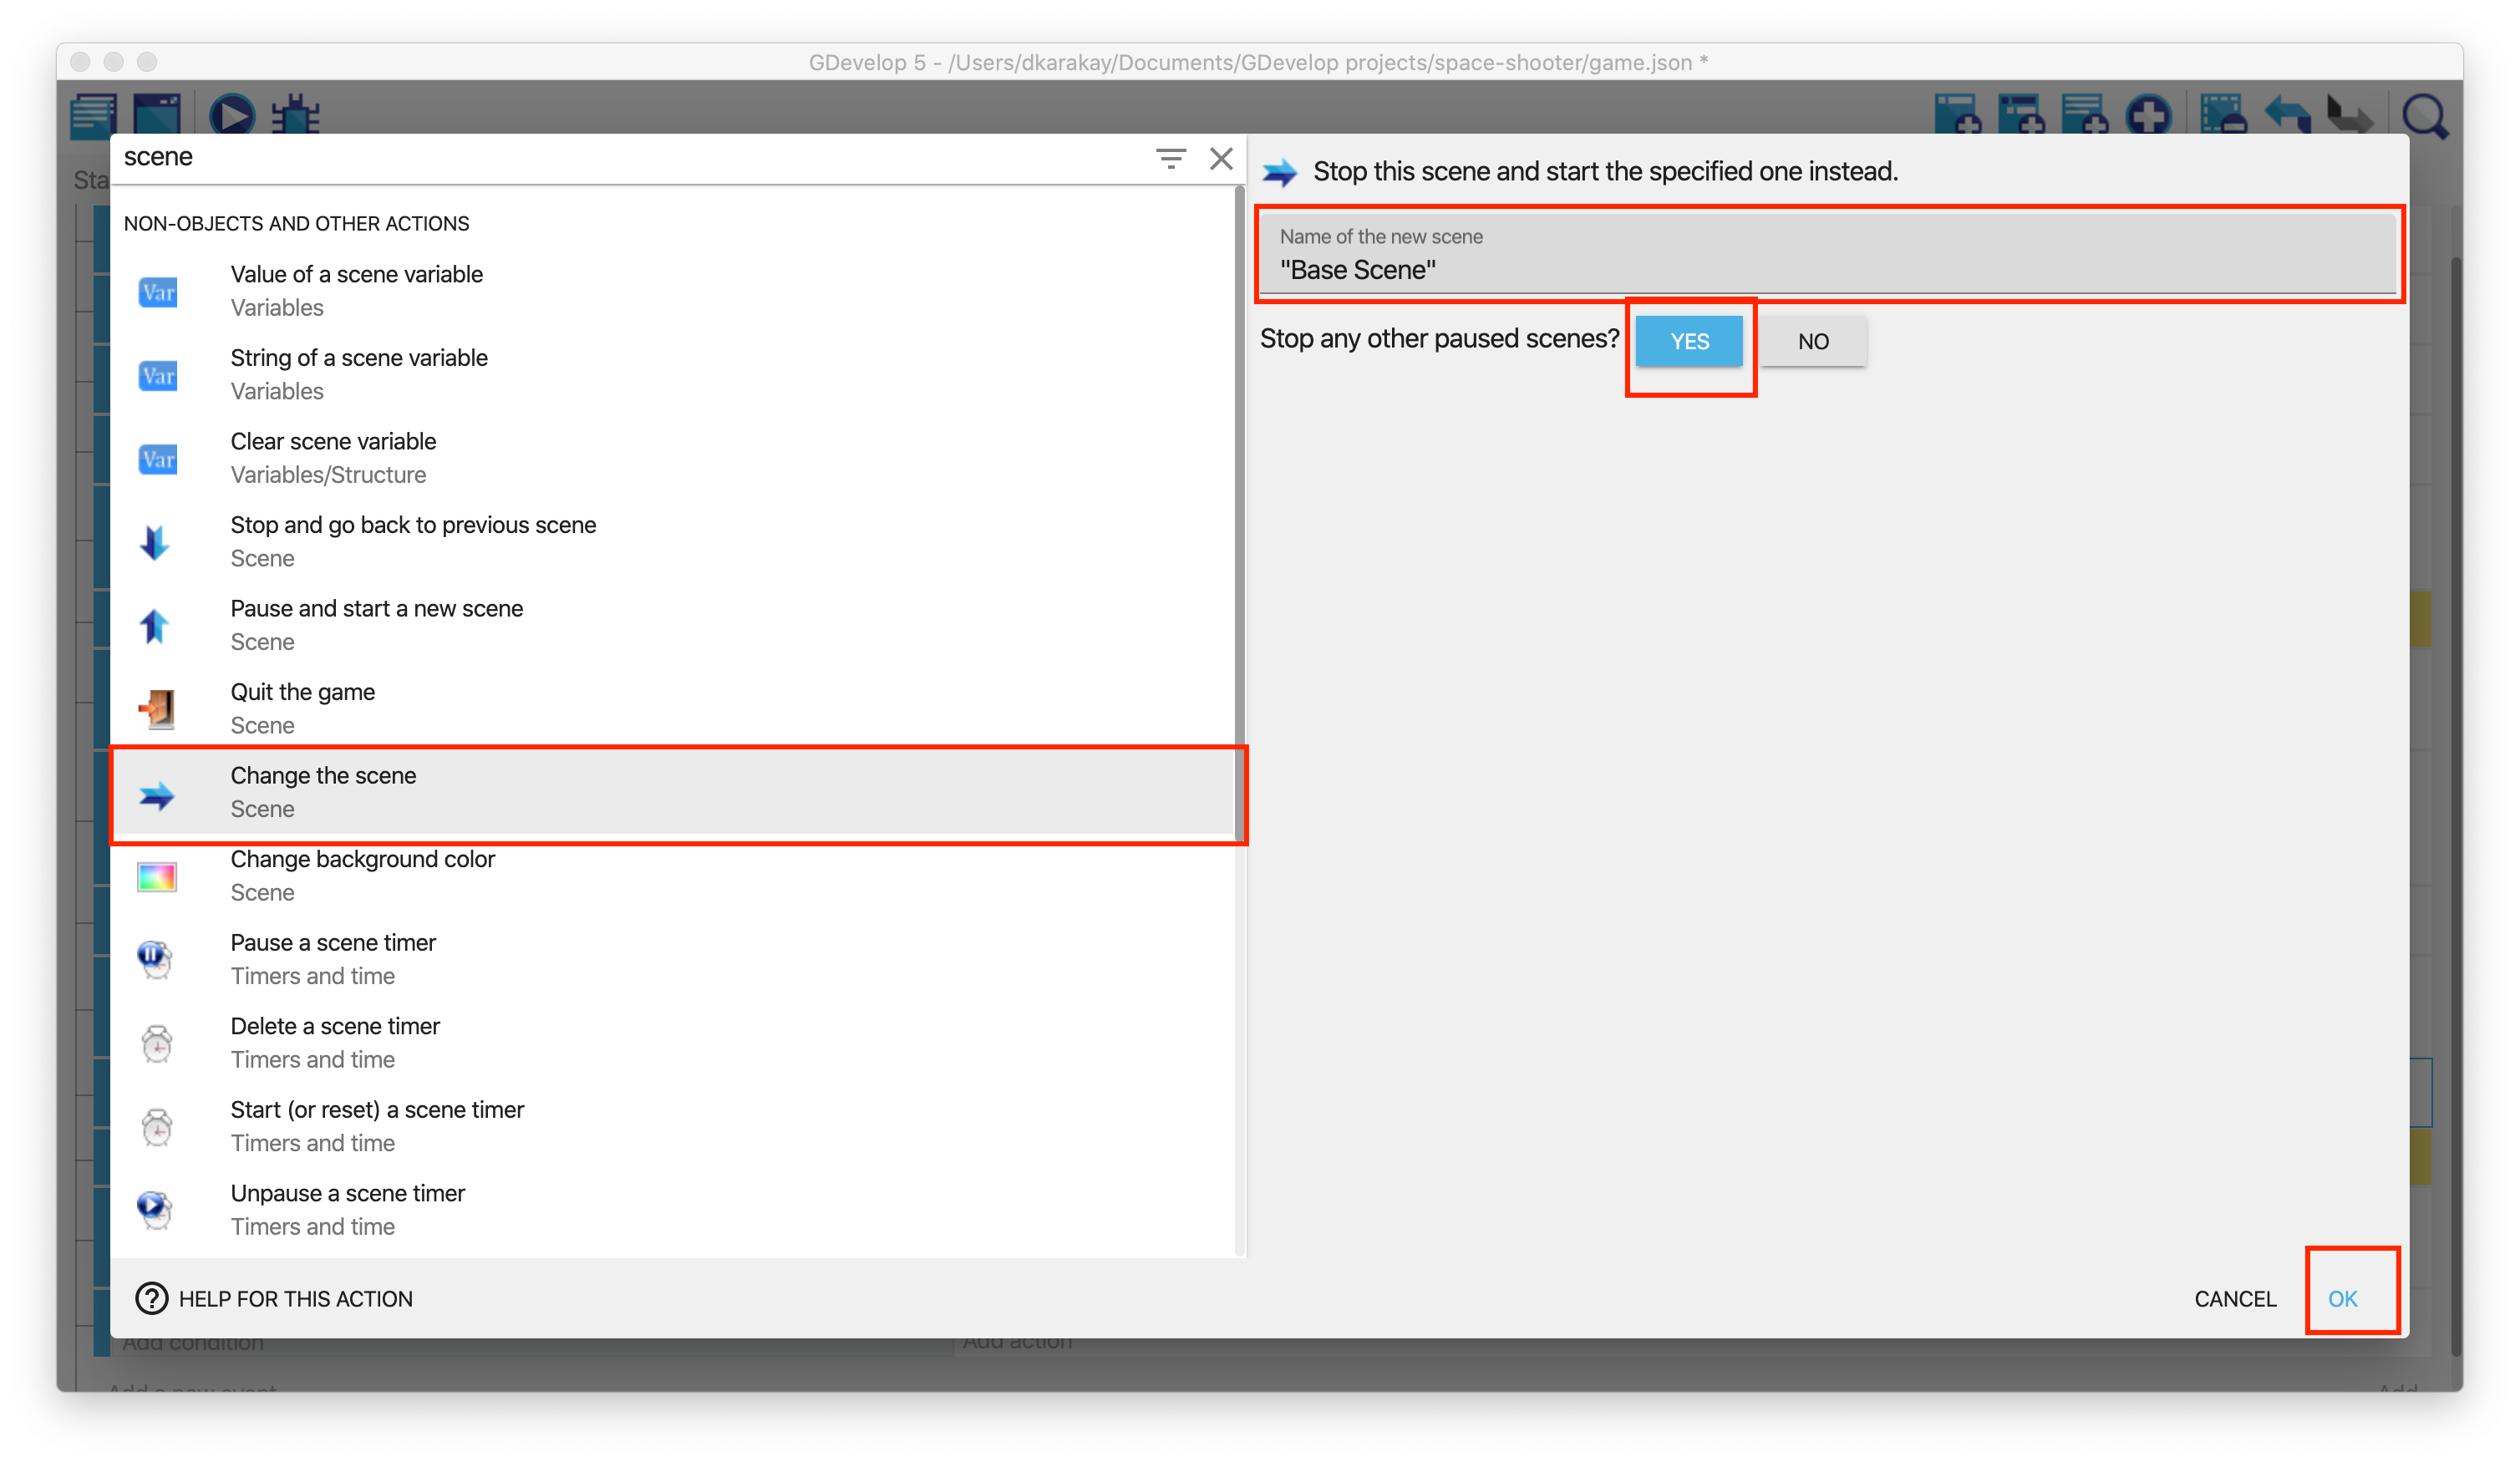 GDevelop 5 - /Users/dkarakay/Documents/GDevelop projects/space-shooter/game.json *
Sta
scene
NON-OBJECTS AND OTHER ACTIONS
Var
Value of a scene variable
Variables
Var
String of a scene variable
Variables
Var
Clear scene variable
Variables/Structure
Stop and go back to previous scene
Scene
Pause and start a new scene
Scene
Quit the game
Scene
Change the scene
Scene
Change background color
Scene
Pause a scene timer
Timers and time
Delete a scene timer
Timers and time
Start (or reset) a scene timer
Timers and time
Unpause a scene timer
Timers and time
Stop this scene and start the specified one instead.
Name of the new scene
"Base Scene"
Stop any other paused scenes? YES NO
HELP FOR THIS ACTION
CANCEL OK
Add condition
Add action
Add a new event
Add